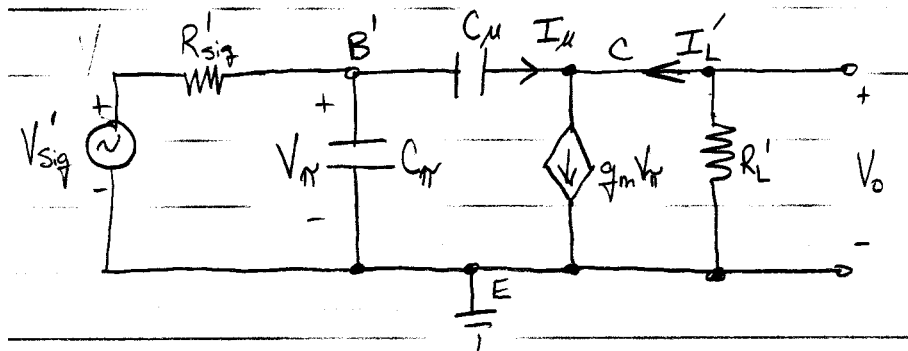 R'sig
B'
Cμ
Iμ
C
I'L
+
V'sig
-
+
Vπ
-
Cπ
gmVπ
R'L
+
Vo
-
E